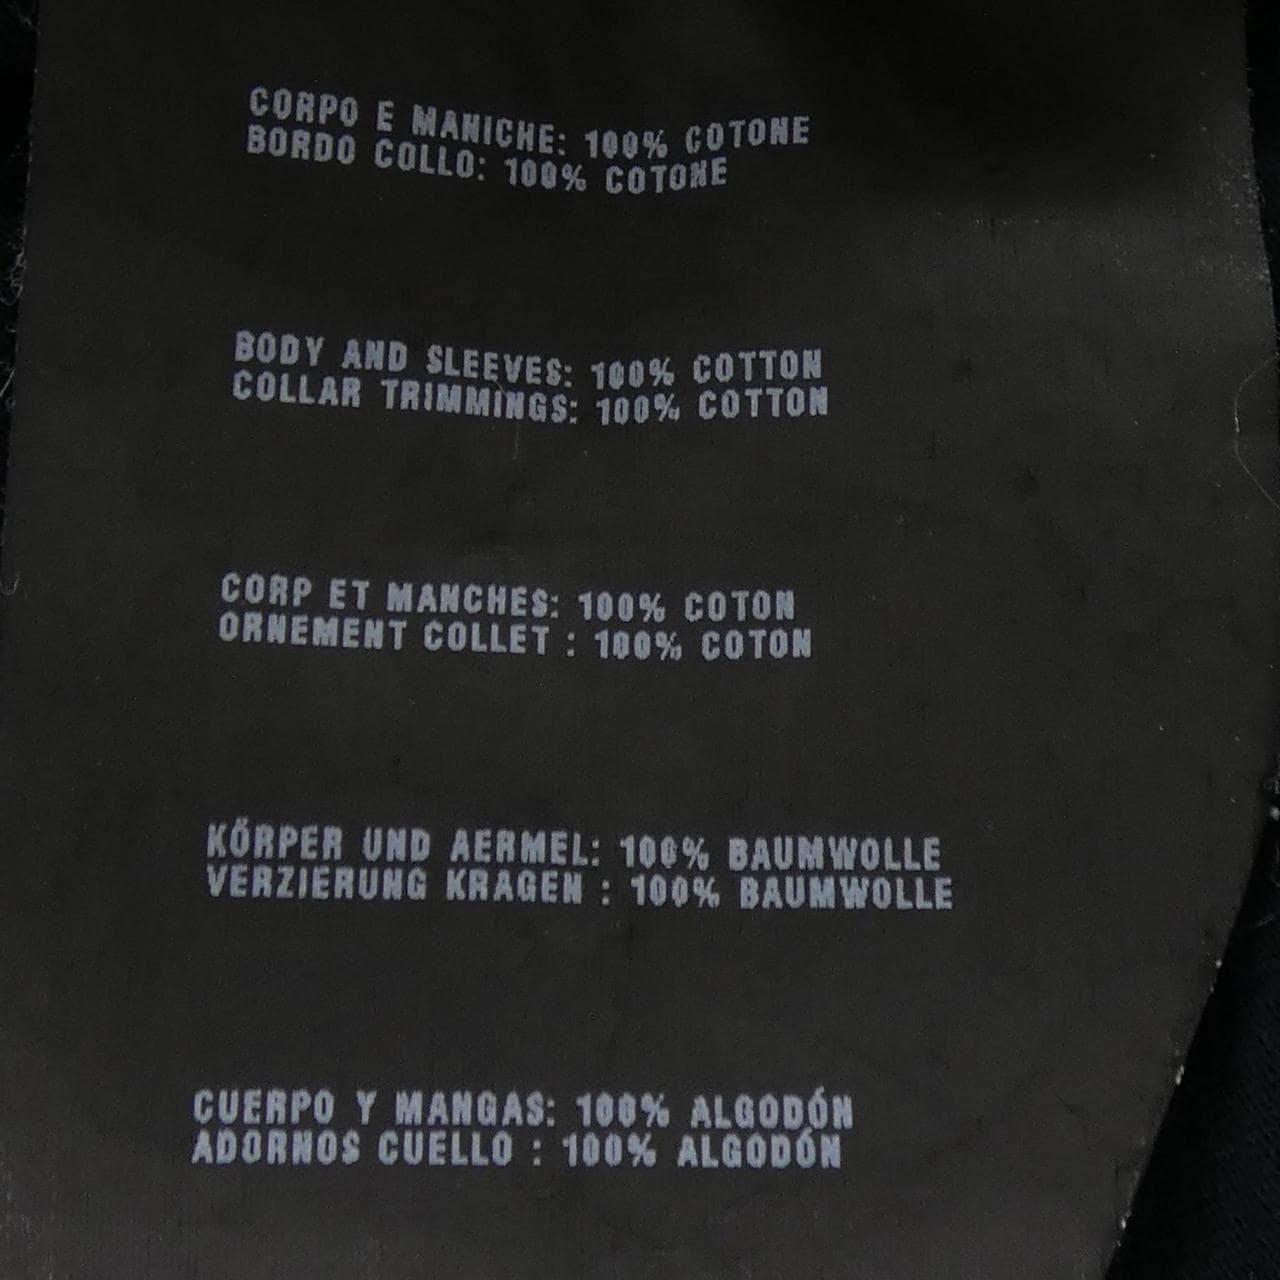 CORPO E MANICHE: 100% COTONE
BORDO COLLO: 100% COTONE
BODY AND SLEEVES: 100% COTTON
COLLAR TRIMMINGS: 100% COTTON
CORP ET MANCHES: 100% COTON
ORNEMENT COLLET : 100% COTON
KÖRPER UND AERMEL: 100% BAUMWOLLE
VERZIERUNG KRAGEN : 100% BAUMWOLLE
CUERPO Y MANGAS: 100% ALGODÓN
ADORNOS CUELLO : 100% ALGODÓN